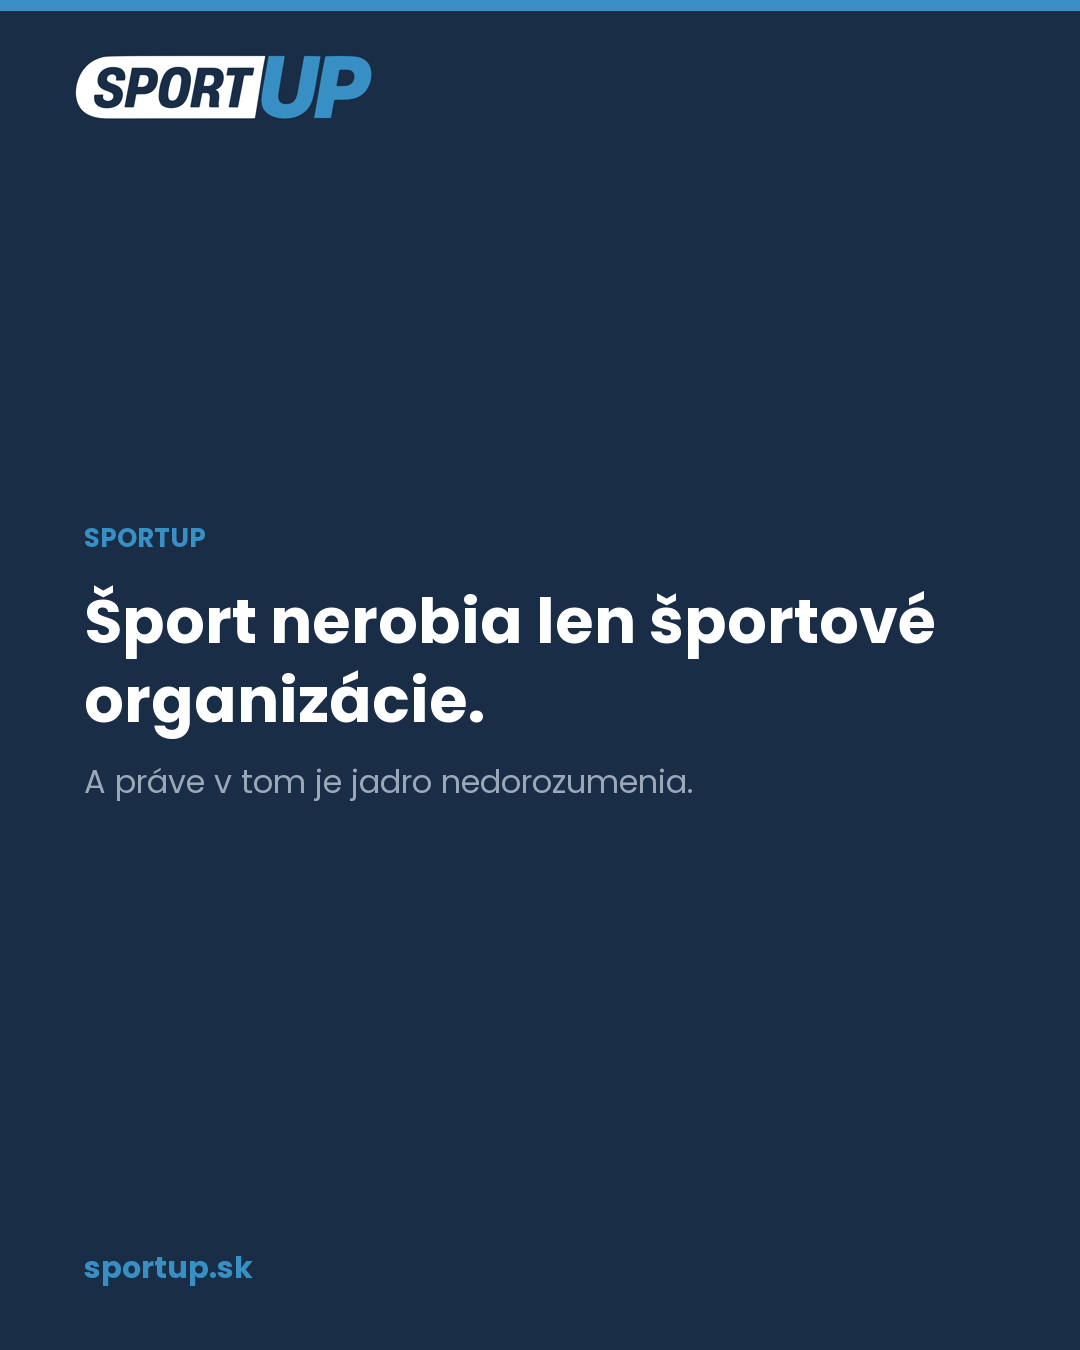 SPORTUP
SPORTUP
Šport nerobia len športové
organizácie.
A práve v tom je jadro nedorozumenia.
sportup.sk